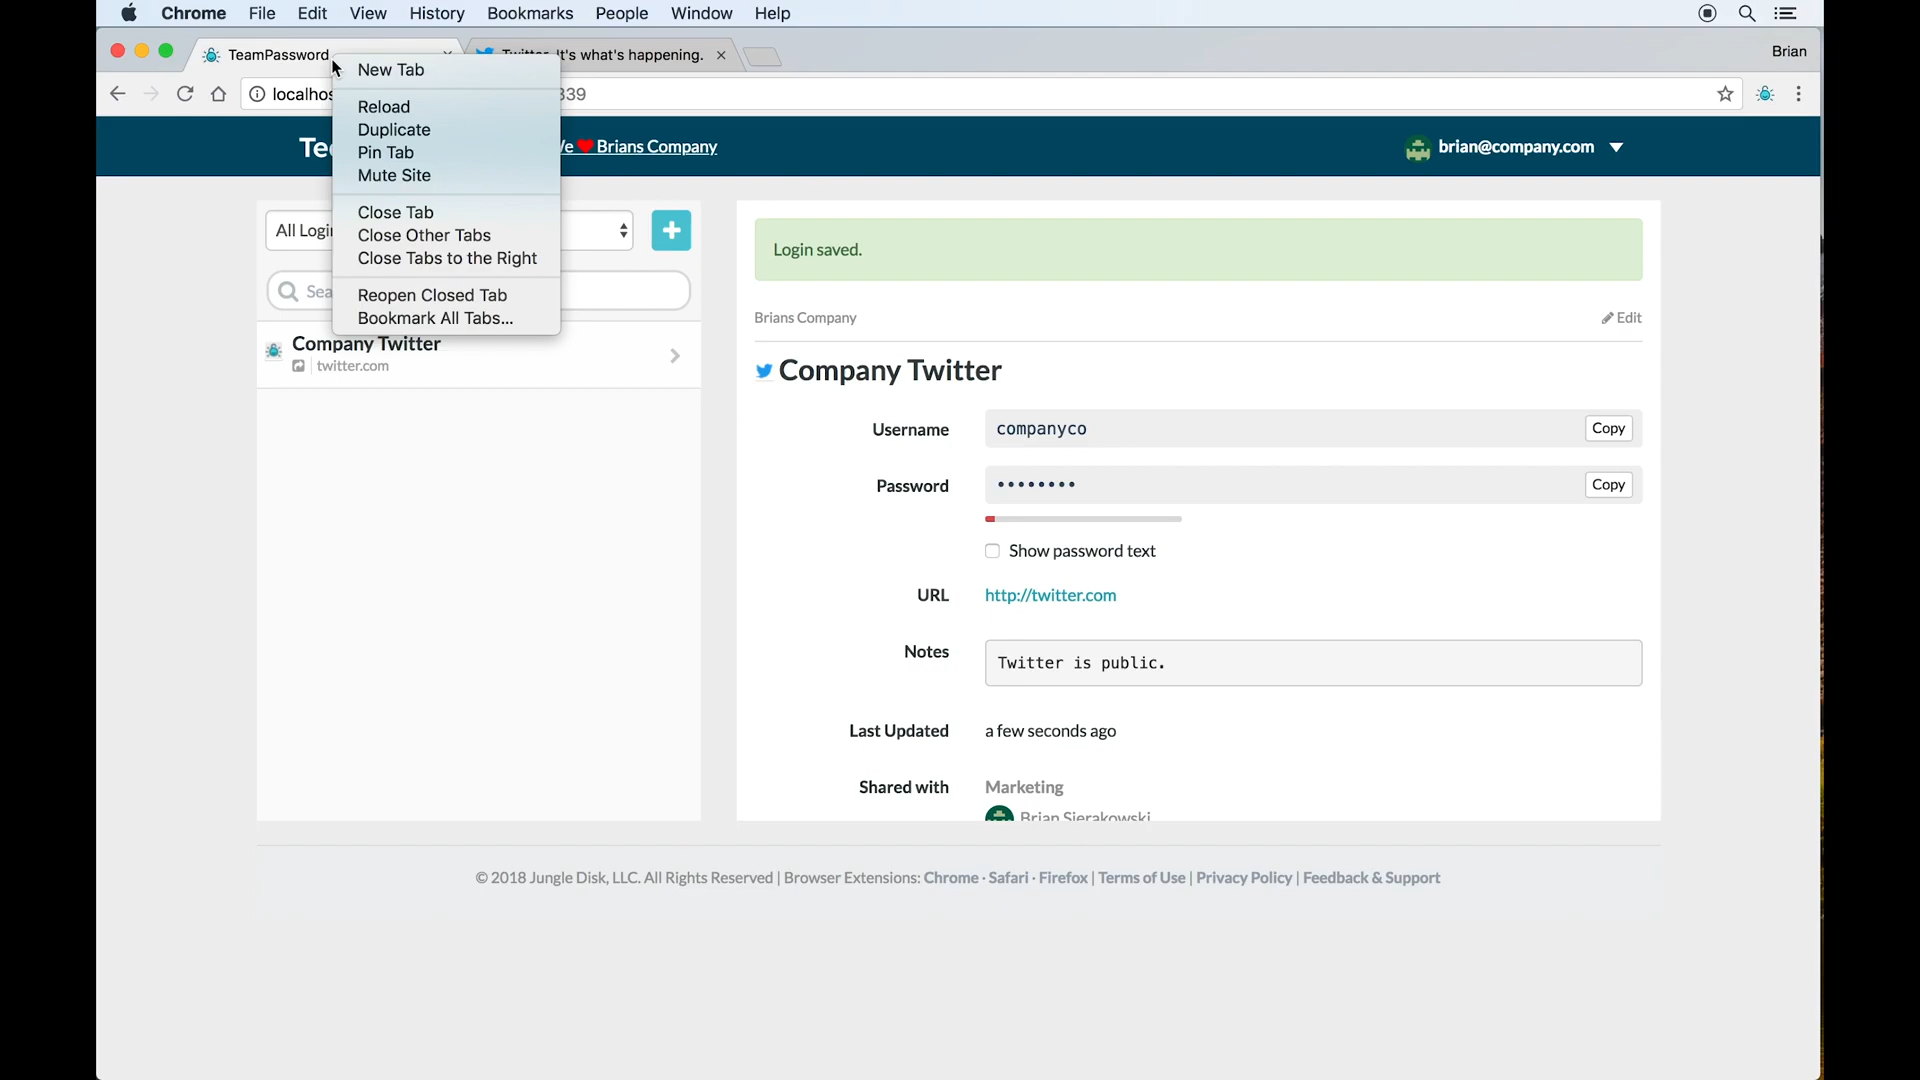 Chrome File Edit View History Bookmarks People Window Help
TeamPassword
It's what's happening.
Brian
localhos
339
New Tab
Reload
Duplicate
Pin Tab
Mute Site
Close Tab
Close Other Tabs
Close Tabs to the Right
Reopen Closed Tab
Bookmark All Tabs...
Brians Company
brian@company.com
All Logi
Sea
Company Twitter
twitter.com
Login saved.
Brians Company
Edit
Company Twitter
Username companyco Copy
Password •••••••• Copy
Show password text
URL http://twitter.com
Notes Twitter is public.
Last Updated a few seconds ago
Shared with Marketing
Brian Sierakowski
© 2018 Jungle Disk, LLC. All Rights Reserved | Browser Extensions: Chrome · Safari · Firefox | Terms of Use | Privacy Policy | Feedback & Support